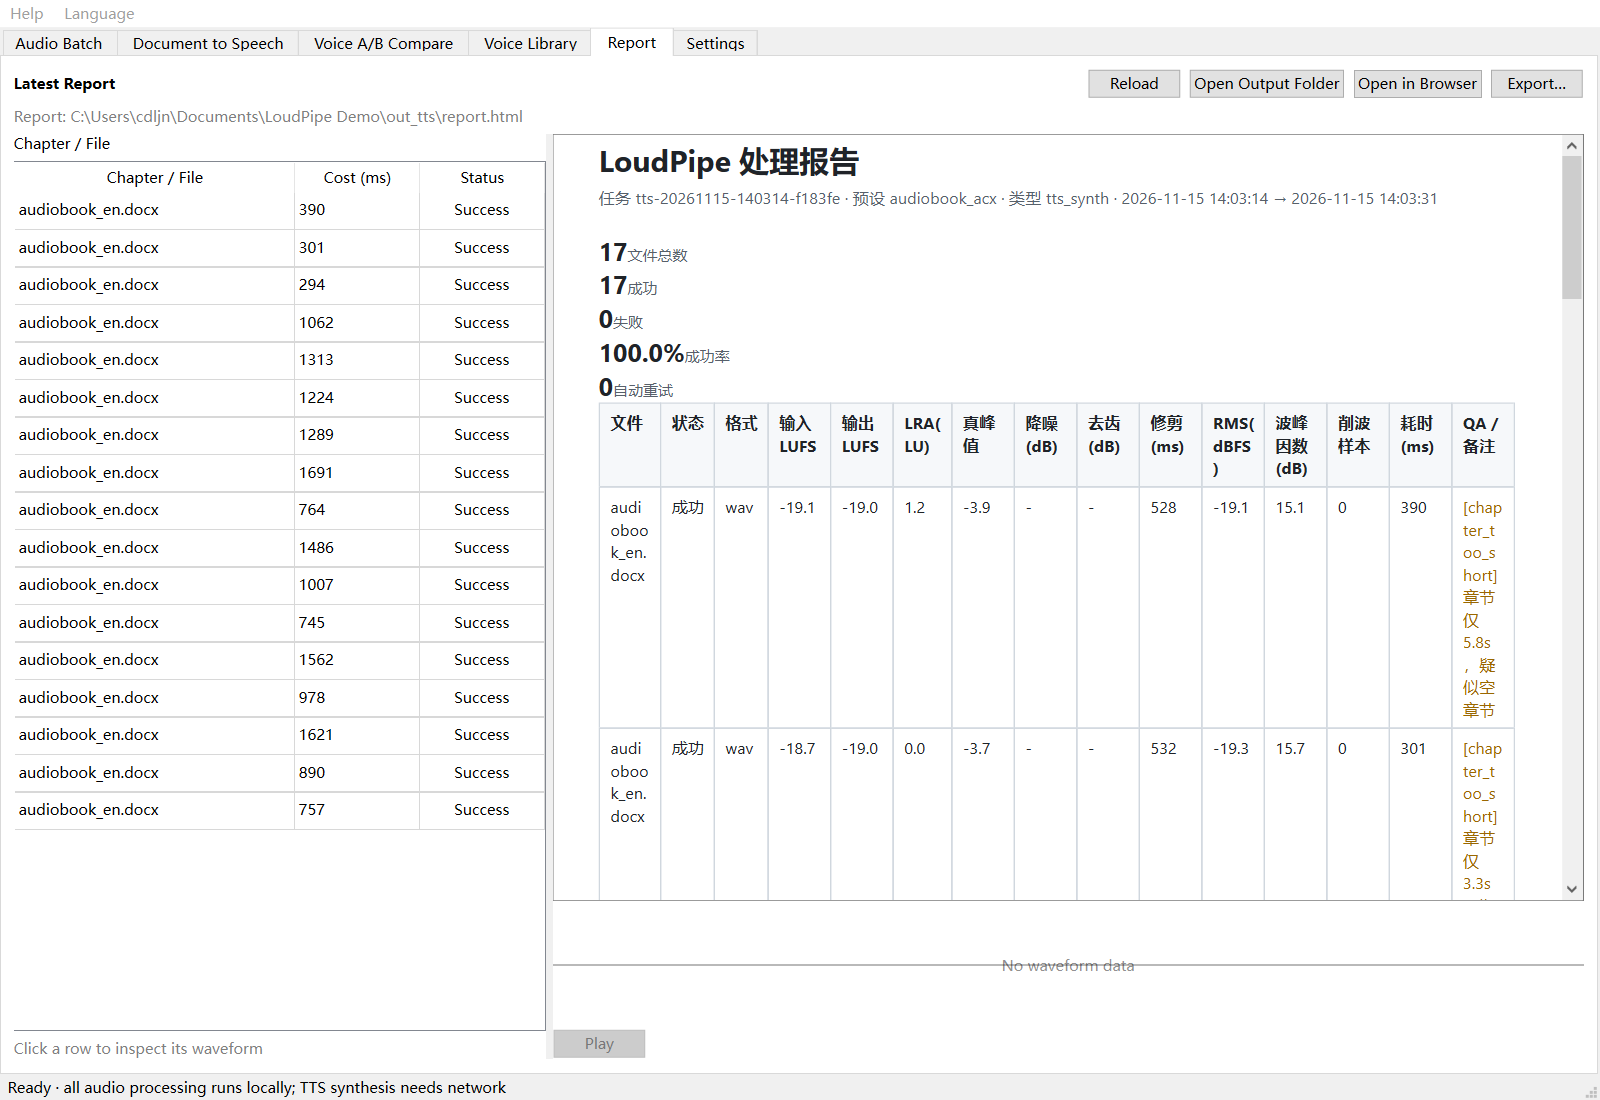 Help Language
Audio Batch Document to Speech Voice A/B Compare Voice Library Report Settings
Latest Report Reload Open Output Folder Open in Browser Export...
Report: C:\Users\cdljn\Documents\LoudPipe Demo\out_tts\report.html
Chapter / File
Chapter / File Cost (ms) Status
audiobook_en.docx 390 Success
audiobook_en.docx 301 Success
audiobook_en.docx 294 Success
audiobook_en.docx 1062 Success
audiobook_en.docx 1313 Success
audiobook_en.docx 1224 Success
audiobook_en.docx 1289 Success
audiobook_en.docx 1691 Success
audiobook_en.docx 764 Success
audiobook_en.docx 1486 Success
audiobook_en.docx 1007 Success
audiobook_en.docx 745 Success
audiobook_en.docx 1562 Success
audiobook_en.docx 978 Success
audiobook_en.docx 1621 Success
audiobook_en.docx 890 Success
audiobook_en.docx 757 Success
Click a row to inspect its waveform
LoudPipe 处理报告
任务 tts-20261115-140314-f183fe · 预设 audiobook_acx · 类型 tts_synth · 2026-11-15 14:03:14 → 2026-11-15 14:03:31
17文件总数
17成功
0失败
100.0%成功率
0自动重试
文件 状态 格式 输入 输出 LRA( 真峰 降噪 去齿 修剪 RMS( 波峰 削波 耗时 QA /
LUFS LUFS LU) 值 (dB) (dB) (ms) dBFS 因数 样本 (ms) 备注
) (dB)
audi 成功 wav -19.1 -19.0 1.2 -3.9 - - 528 -19.1 15.1 0 390 [chap
oboo ter_t
k_en. oo_s
docx hort]
章节
仅
5.8s
，疑
似空
章节
audi 成功 wav -18.7 -19.0 0.0 -3.7 - - 532 -19.3 15.7 0 301 [chap
oboo ter_t
k_en. oo_s
docx hort]
章节
仅
3.3s
No waveform data
Play
Ready · all audio processing runs locally; TTS synthesis needs network